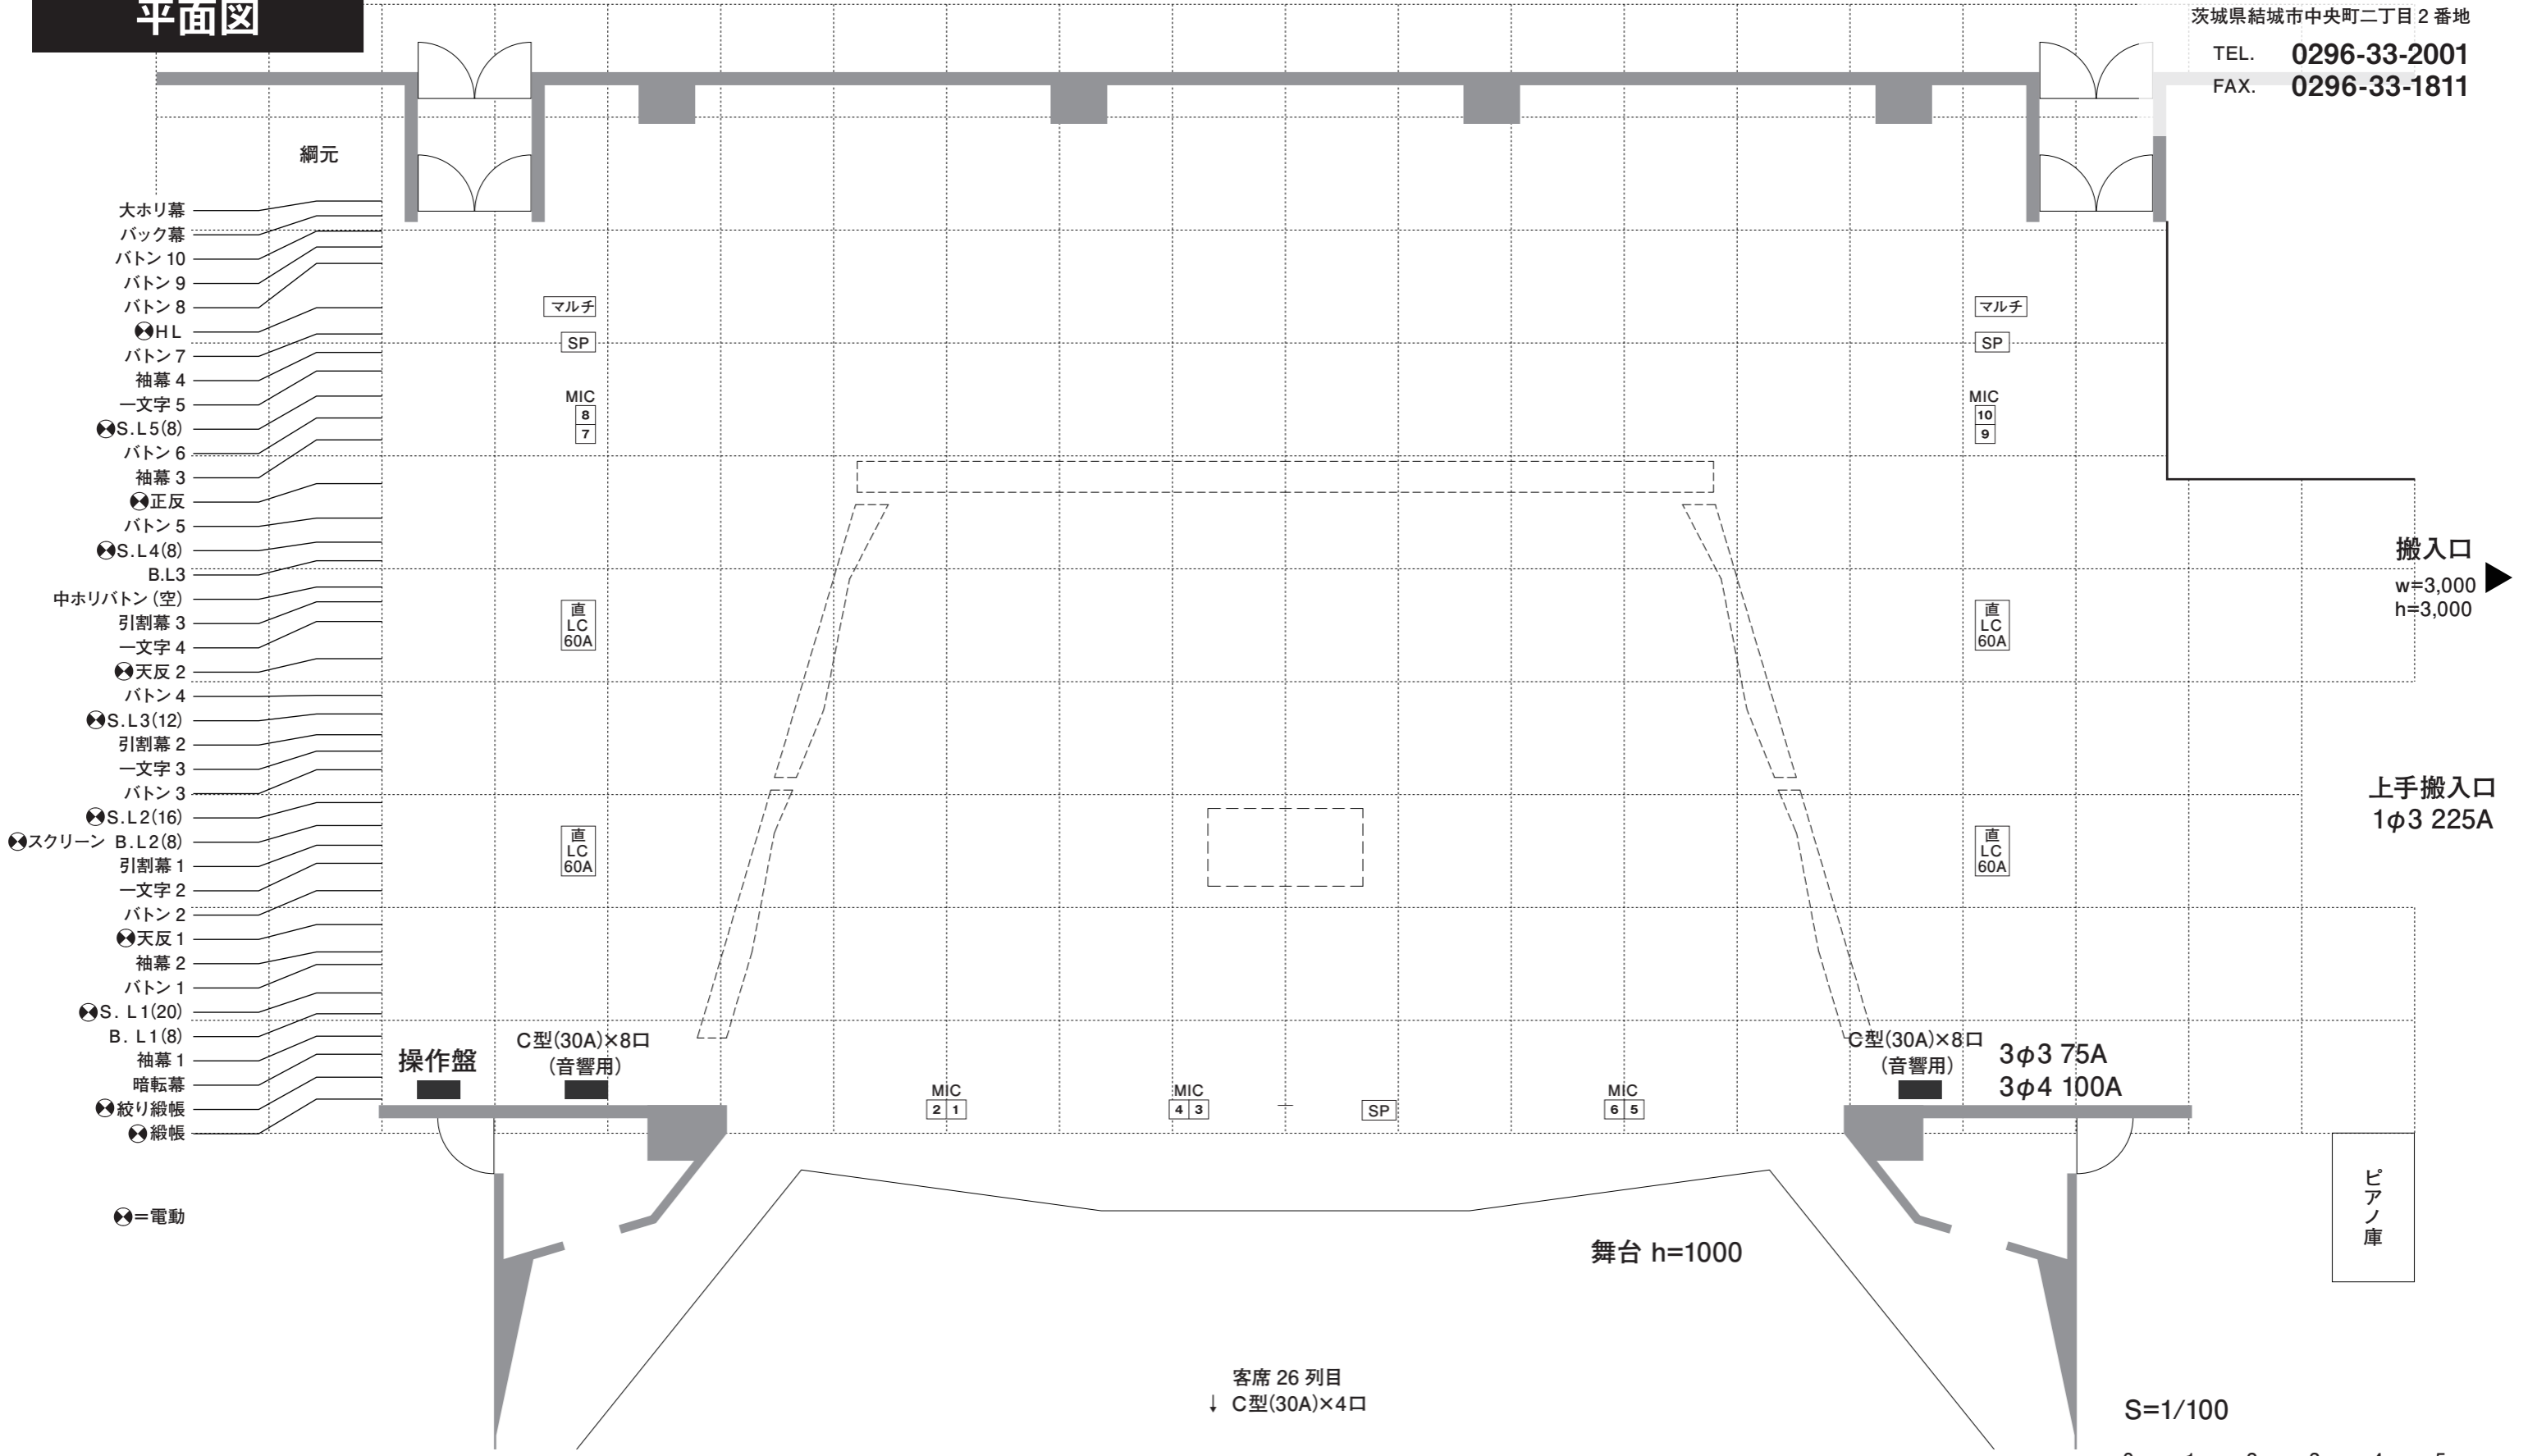 平面図
茨城県結城市中央町二丁目2番地
TEL. 0296-33-2001
FAX. 0296-33-1811
綱元
大ホリ幕
バック幕
バトン 10
バトン 9
バトン 8
HL
バトン 7
袖幕 4
一文字 5
S.L5(8)
バトン 6
袖幕 3
正反
バトン 5
S.L4(8)
B.L3
中ホリバトン (空)
引割幕 3
一文字 4
天反 2
バトン 4
S.L3(12)
引割幕 2
一文字 3
バトン 3
S.L2(16)
スクリーン B.L2(8)
引割幕 1
一文字 2
バトン 2
天反 1
袖幕 2
バトン 1
S. L1(20)
B. L1(8)
袖幕 1
暗転幕
絞り緞帳
緞帳
=電動
マルチ
SP
MIC
8
7
直
LC
60A
直
LC
60A
操作盤
C型(30A)×8口
(音響用)
MIC
2 1
MIC
4 3
SP
MIC
6 5
マルチ
SP
MIC
10
9
直
LC
60A
直
LC
60A
C型(30A)×8口
(音響用)
3φ3 75A
3φ4 100A
搬入口
w=3,000
h=3,000
上手搬入口
1φ3 225A
ピアノ庫
舞台 h=1000
客席 26 列目
↓ C型(30A)×4口
S=1/100
0 1 2 3 4 5